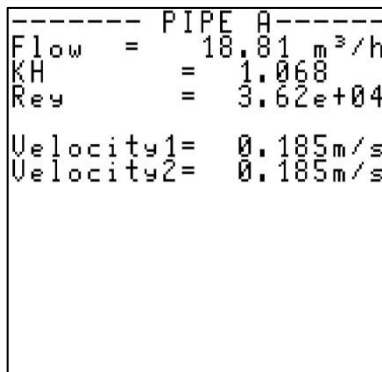 ------- PIPE A------
Flow = 18.81 m³/h
KH = 1.068
Rey = 3.62e+04
Velocity1= 0.185m/s
Velocity2= 0.185m/s